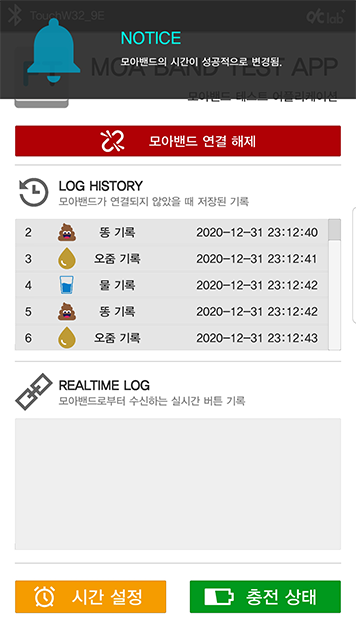 TouchW32_9E
at lab+
NOTICE
모아밴드의 시간이 성공적으로 변경됨.
MOA BAND TEST APP
모아밴드 테스트 어플리케이션
모아밴드 연결 해제
LOG HISTORY
모아밴드가 연결되지 않았을 때 저장된 기록
2 똥 기록 2020-12-31 23:12:40
3 오줌 기록 2020-12-31 23:12:41
4 물 기록 2020-12-31 23:12:42
5 똥 기록 2020-12-31 23:12:42
6 오줌 기록 2020-12-31 23:12:43
REALTIME LOG
모아밴드로부터 수신하는 실시간 버튼 기록
시간 설정
충전 상태